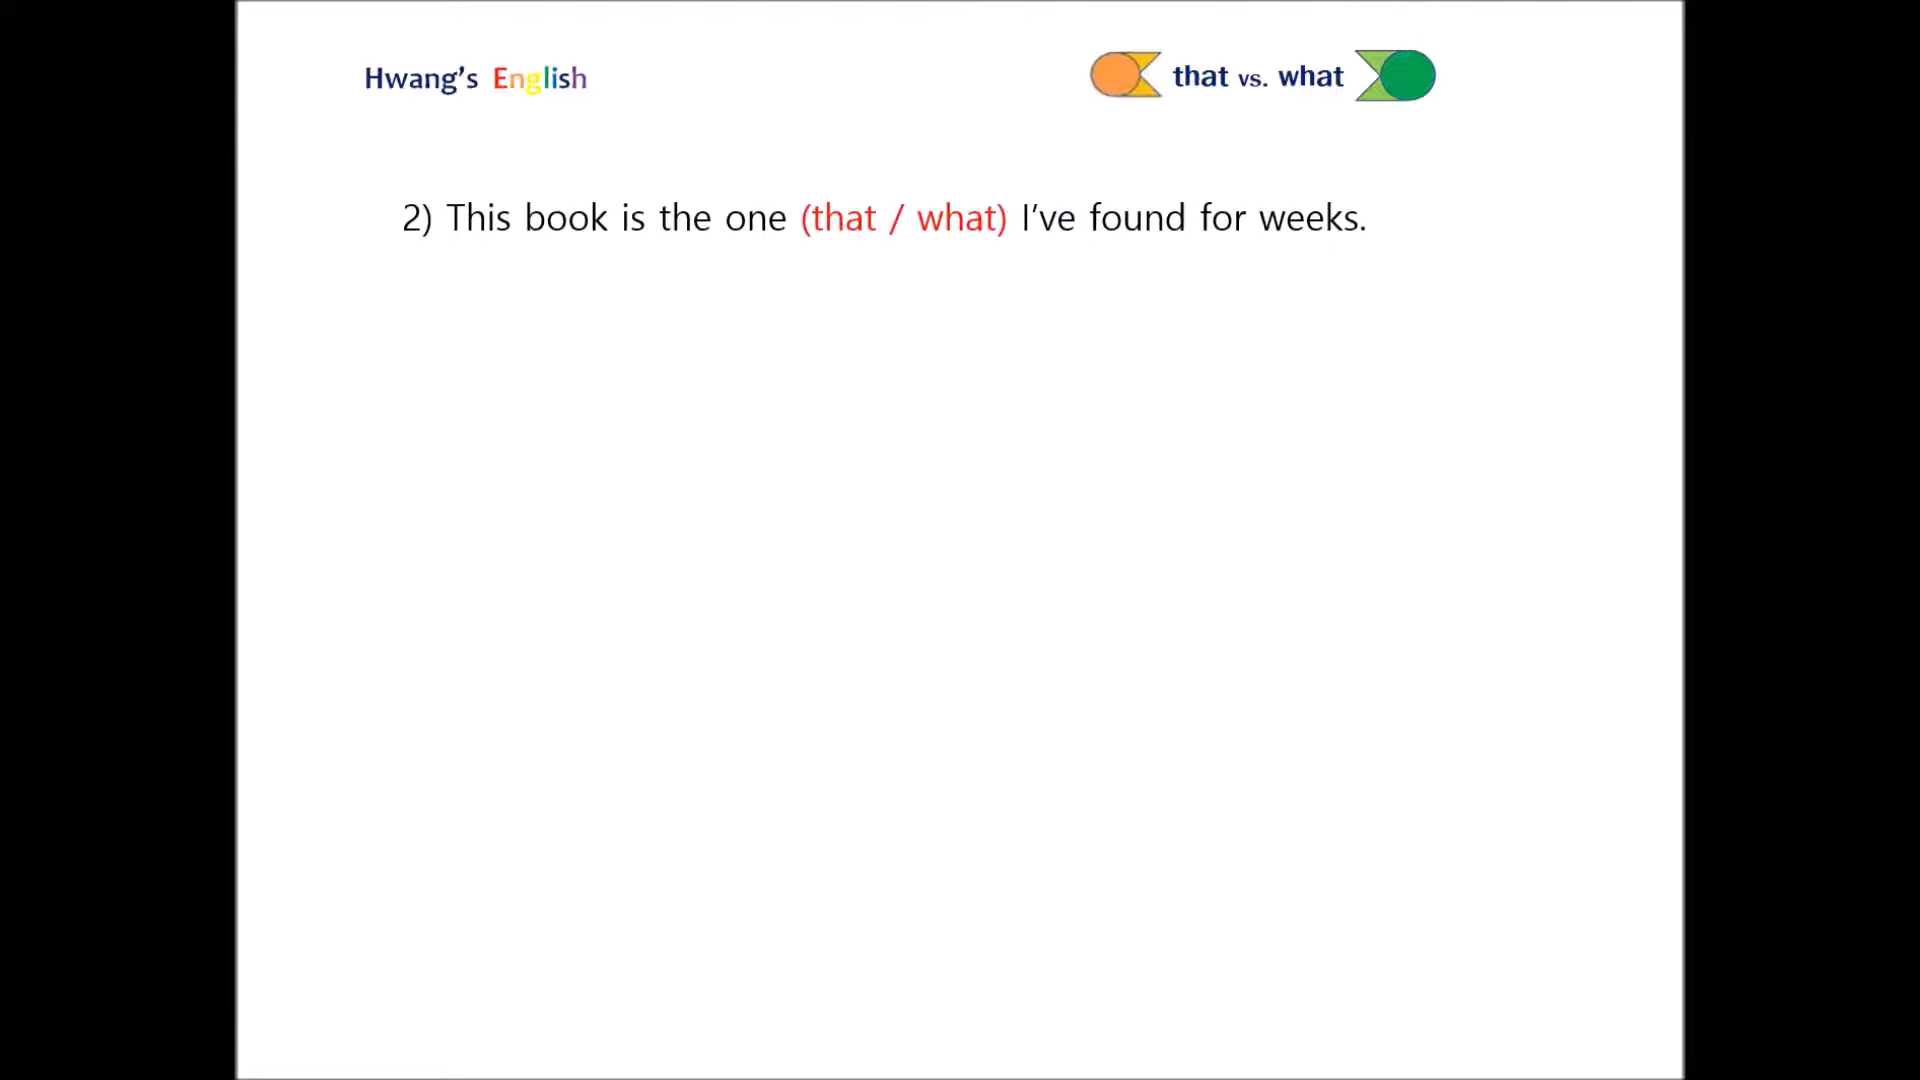 Hwang's English
that vs. what
2) This book is the one (that / what) I've found for weeks.